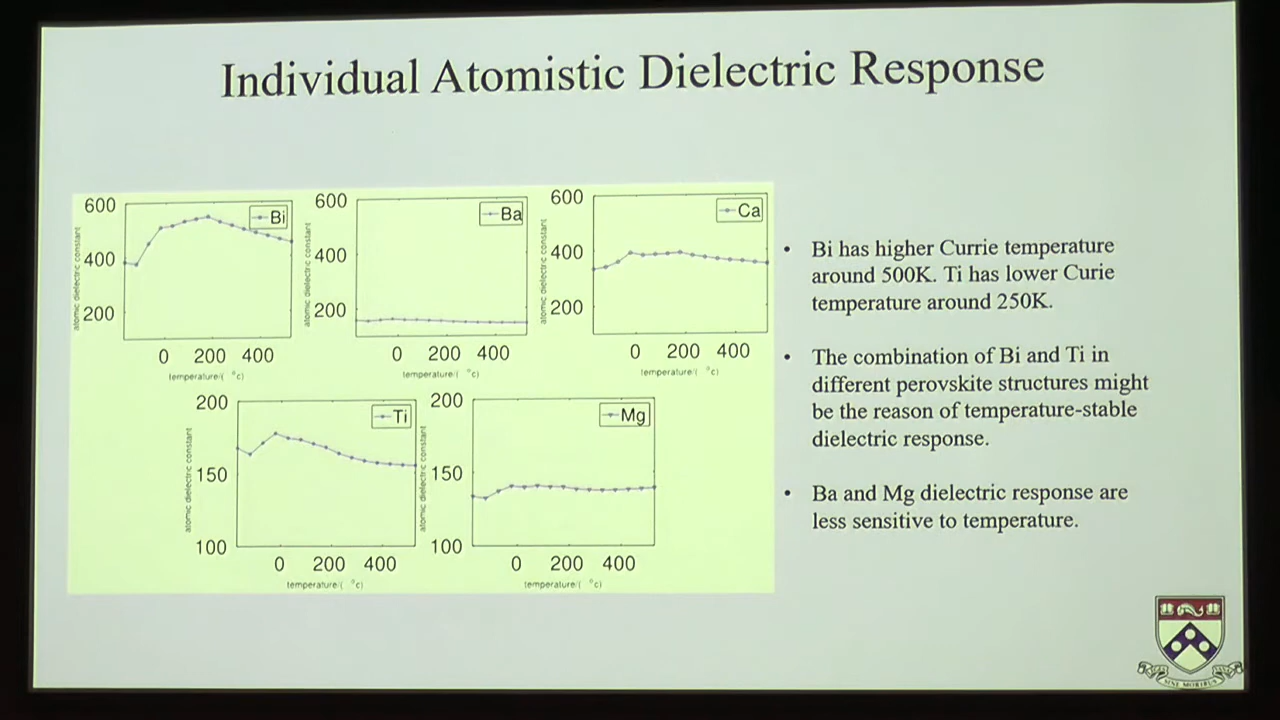 Individual Atomistic Dielectric Response
600
400
200
atomic dielectric constant
Bi
0 200 400
temperature/( °c)
600
400
200
atomic dielectric constant
Ba
0 200 400
temperature/( °c)
600
400
200
atomic dielectric constant
Ca
0 200 400
temperature/( °c)
200
150
100
atomic dielectric constant
Ti
0 200 400
temperature/( °c)
200
150
100
atomic dielectric constant
Mg
0 200 400
temperature/( °c)
• Bi has higher Currie temperature
around 500K. Ti has lower Curie
temperature around 250K.
• The combination of Bi and Ti in
different perovskite structures might
be the reason of temperature-stable
dielectric response.
• Ba and Mg dielectric response are
less sensitive to temperature.
SINE MORIBUS